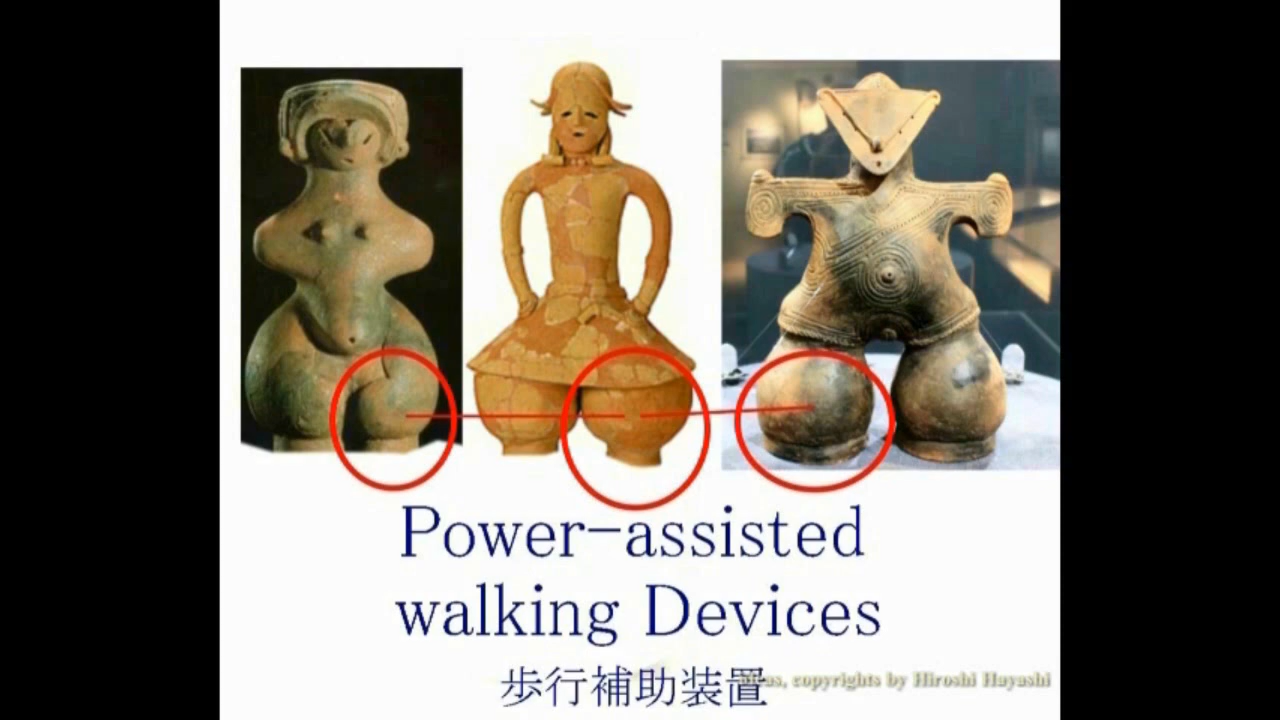 Power-assisted
walking Devices
歩行補助装置
copyrights by Hiroshi Hayashi